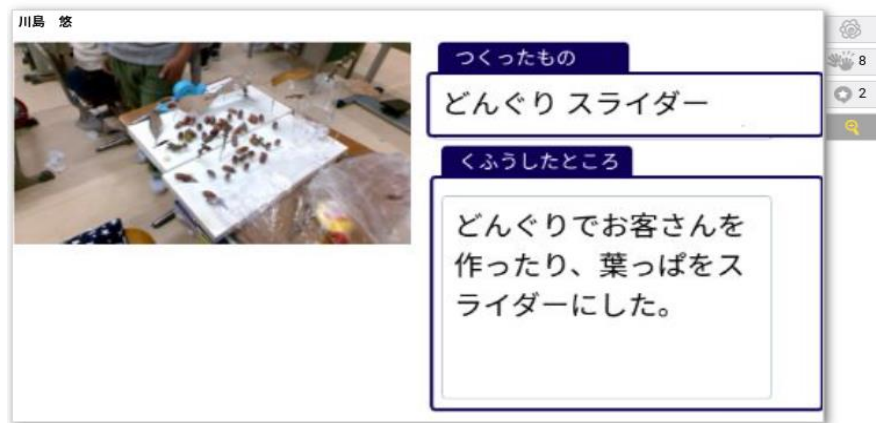 川島 悠
つくったもの
どんぐり スライダー
くふうしたところ
どんぐりでお客さんを
作ったり、葉っぱをス
ライダーにした。
8
2